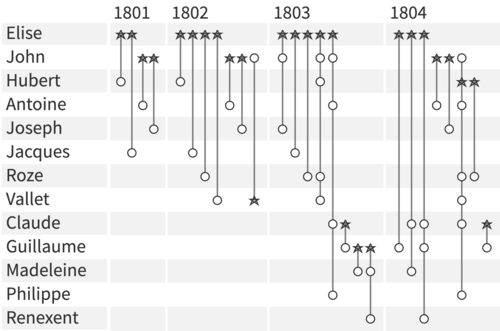 1801 1802 1803 1804
Elise
John
Hubert
Antoine
Joseph
Jacques
Roze
Vallet
Claude
Guillaume
Madeleine
Philippe
Renexent